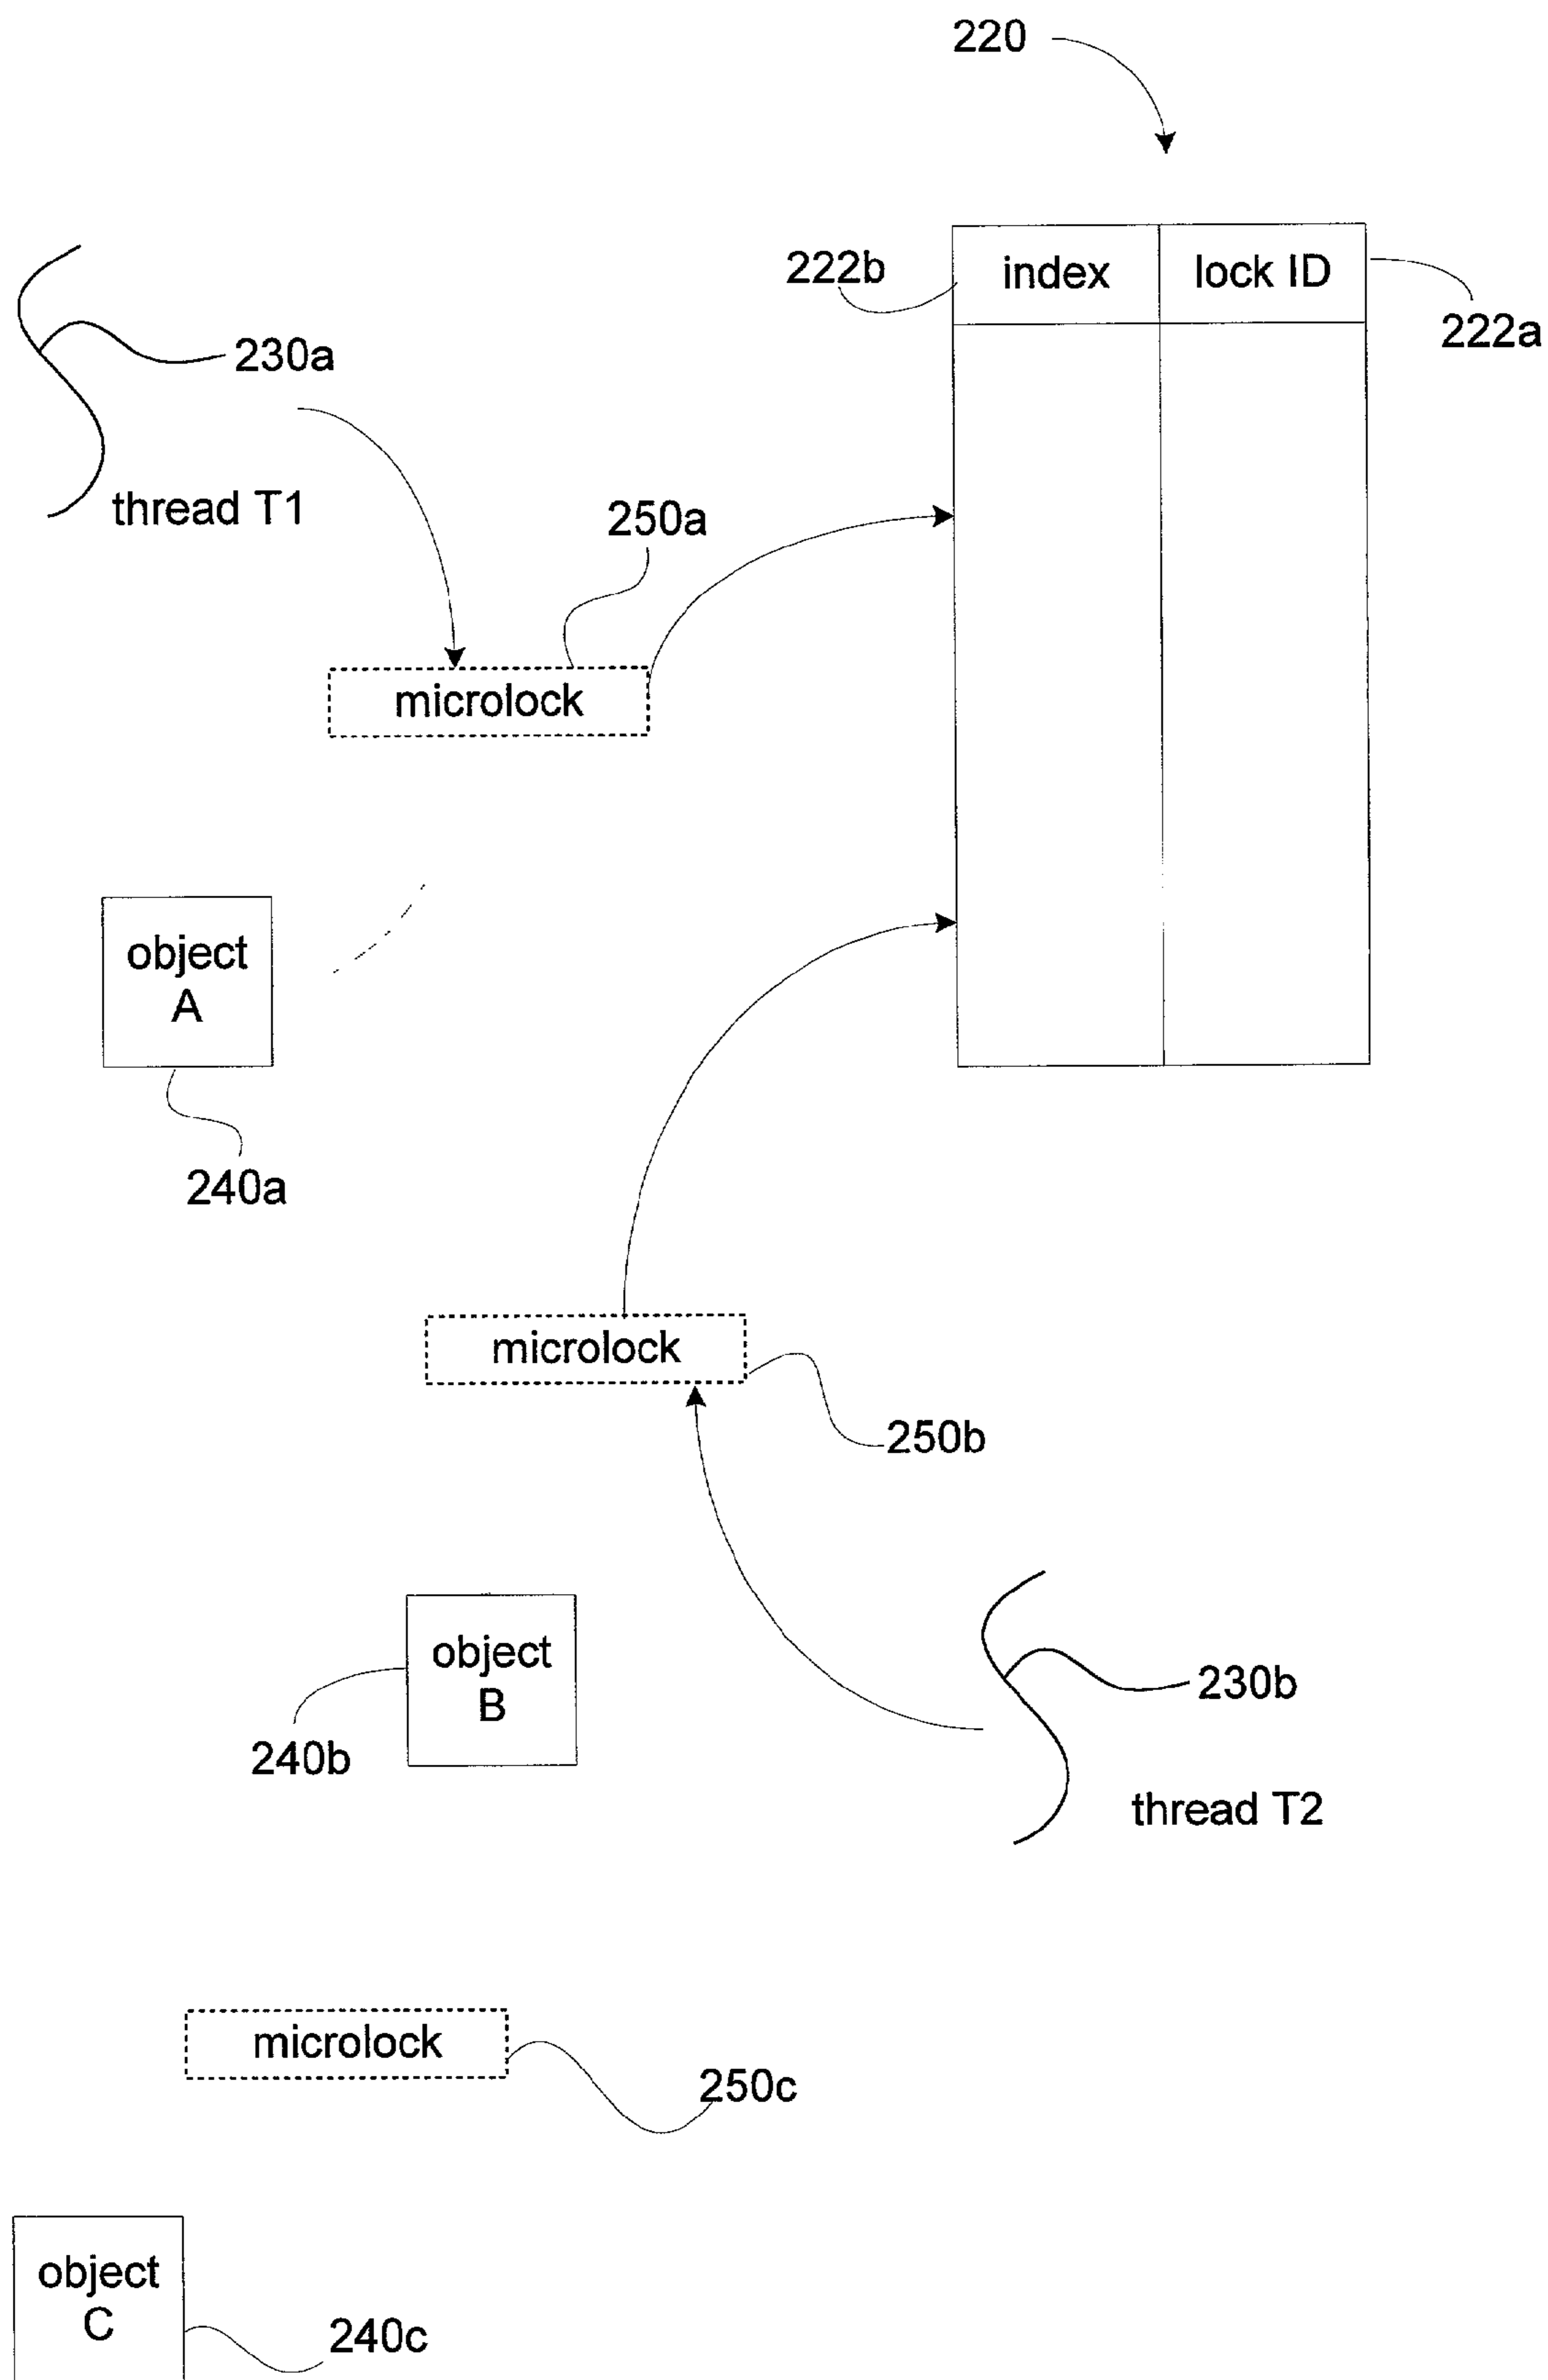 220
222b
index
lock ID
222a
230a
thread T1
250a
microlock
object
A
240a
microlock
250b
object
B
240b
230b
thread T2
microlock
250c
object
C
240c